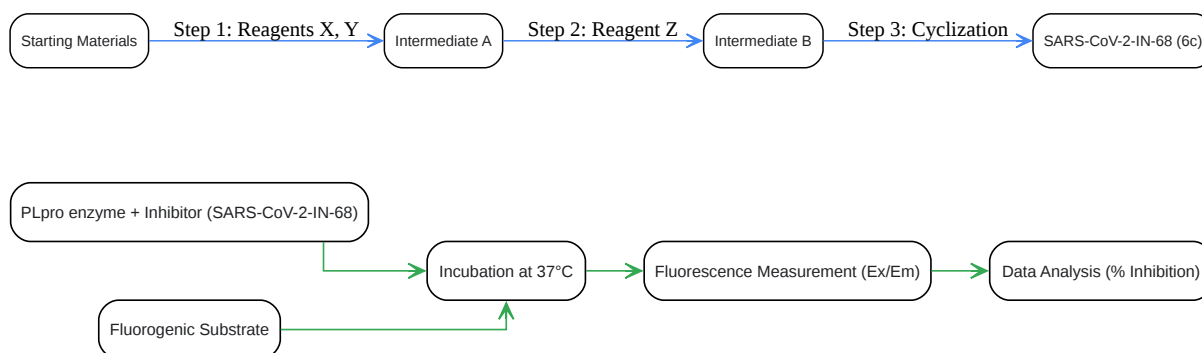 Starting Materials
Step 1: Reagents X, Y
Intermediate A
Step 2: Reagent Z
Intermediate B
Step 3: Cyclization
SARS-CoV-2-IN-68 (6c)
PLpro enzyme + Inhibitor (SARS-CoV-2-IN-68)
Fluorogenic Substrate
Incubation at 37°C
Fluorescence Measurement (Ex/Em)
Data Analysis (% Inhibition)